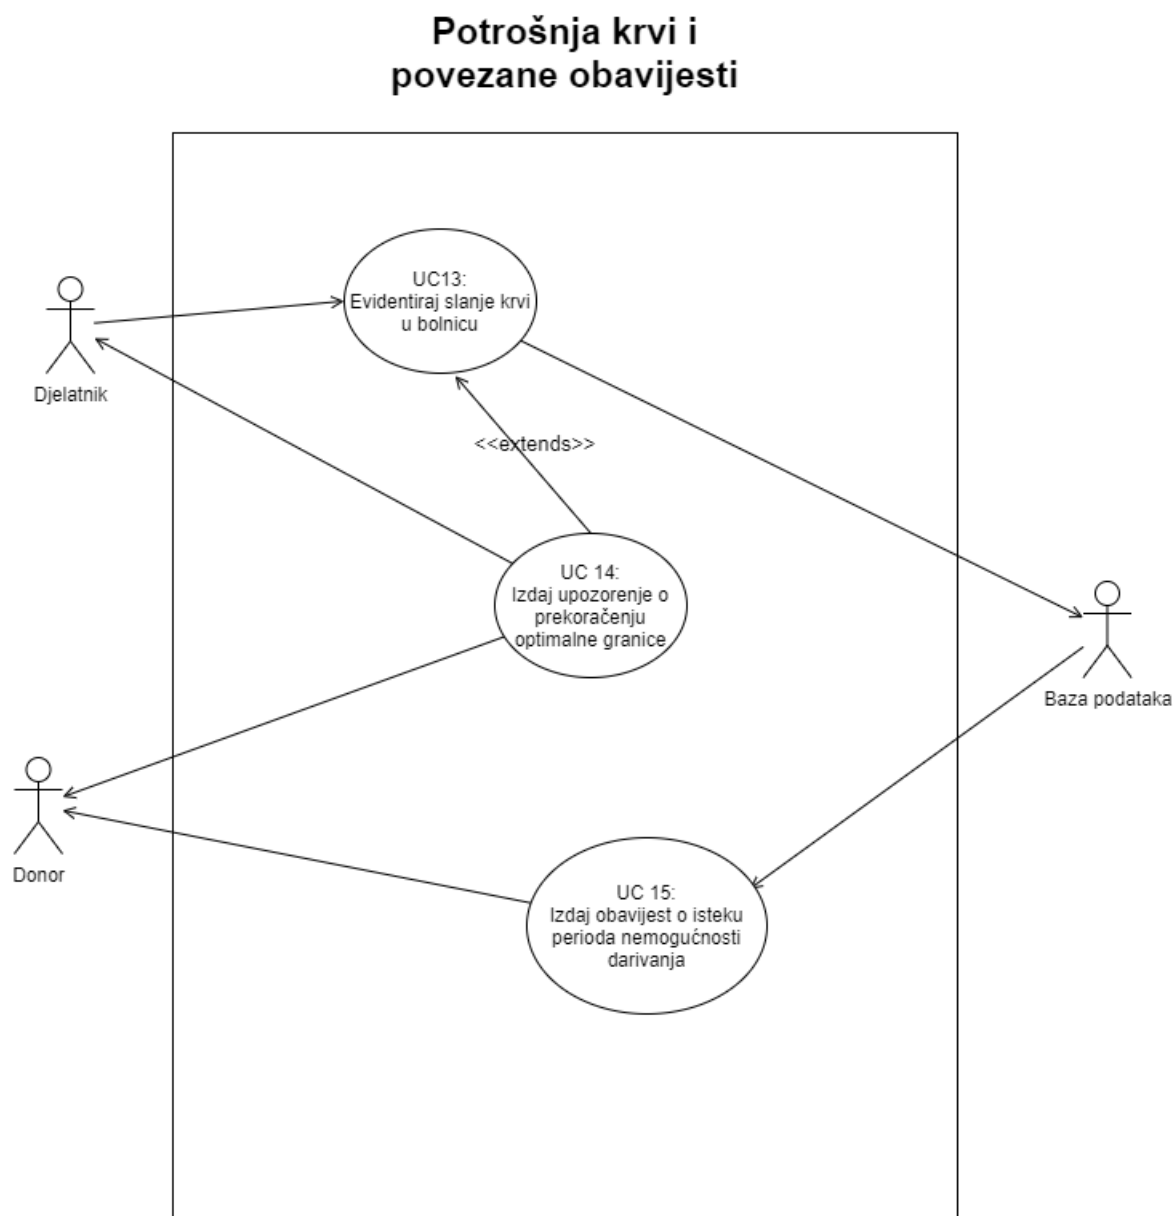 Potrošnja krvi i
povezane obavijesti
UC13:
Evidentiraj slanje krvi
u bolnicu
Djelatnik
<<extends>>
UC 14:
Izdaj upozorenje o
prekoračenju
optimalne granice
Baza podataka
Donor
UC 15:
Izdaj obavijest o isteku
perioda nemogućnosti
darivanja